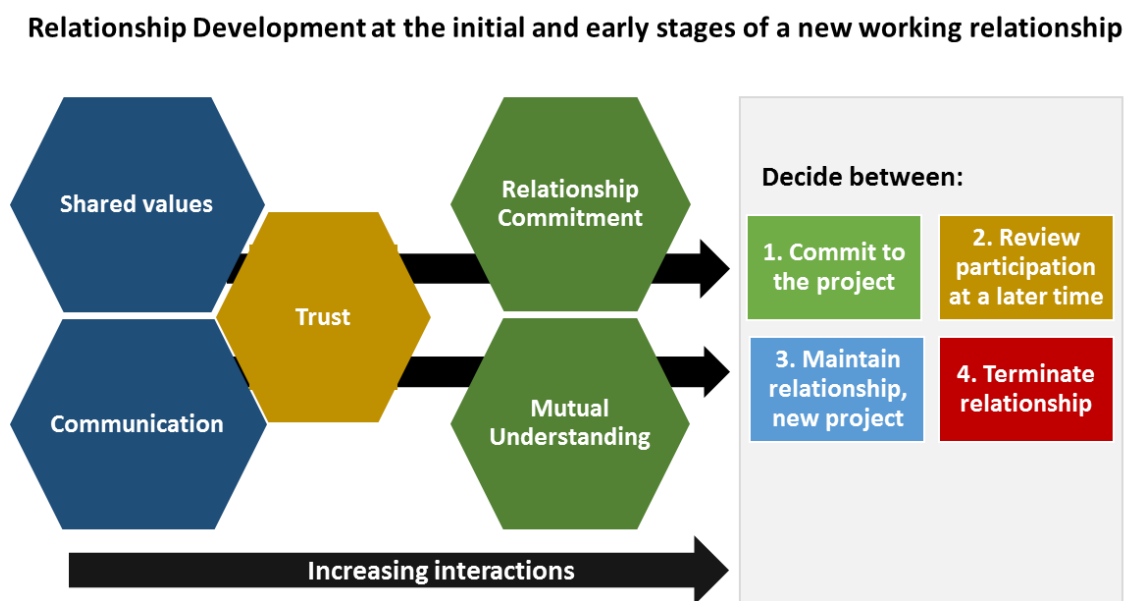 Relationship Development at the initial and early stages of a new working relationship
Shared values
Communication
Trust
Relationship
Commitment
Mutual
Understanding
Increasing interactions
Decide between:
1. Commit to
the project
2. Review
participation
at a later time
3. Maintain
relationship,
new project
4. Terminate
relationship